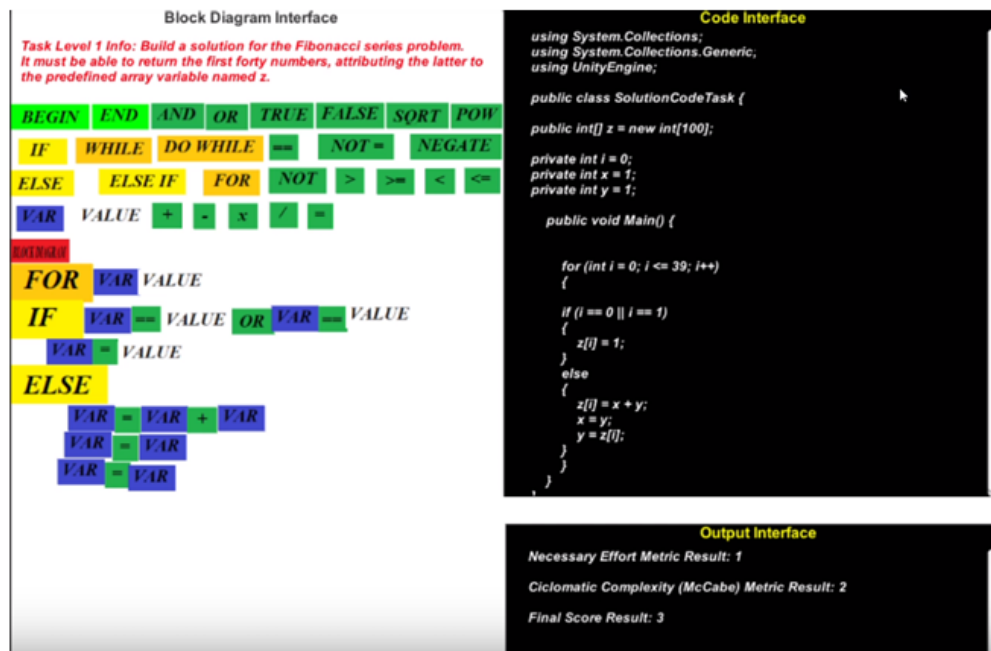 Block Diagram Interface
Task Level 1 Info: Build a solution for the Fibonacci series problem.
It must be able to return the first forty numbers, attributing the latter to
the predefined array variable named z.
BEGIN END AND OR TRUE FALSE SQRT POW
IF WHILE DO WHILE == NOT = NEGATE
ELSE ELSE IF FOR NOT > >= < <=
VAR VALUE + - x / =
BLOCK DIAGRAM
FOR VAR VALUE
IF VAR == VALUE OR VAR == VALUE
VAR = VALUE
ELSE
VAR = VAR + VAR
VAR = VAR
VAR = VAR
Code Interface
using System.Collections;
using System.Collections.Generic;
using UnityEngine;
public class SolutionCodeTask {
public int[] z = new int[100];
private int i = 0;
private int x = 1;
private int y = 1;
public void Main() {
for (int i = 0; i <= 39; i++)
{
if (i == 0 || i == 1)
{
z[i] = 1;
}
else
{
z[i] = x + y;
x = y;
y = z[i];
}
}
}
Output Interface
Necessary Effort Metric Result: 1
Ciclomatic Complexity (McCabe) Metric Result: 2
Final Score Result: 3